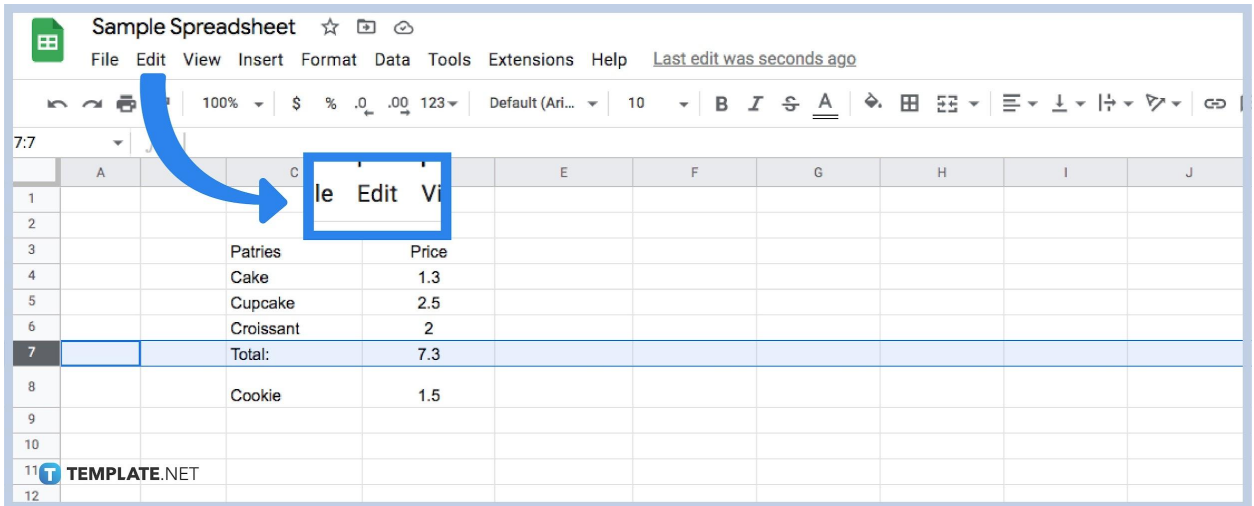 Sample Spreadsheet
File Edit View Insert Format Data Tools Extensions Help Last edit was seconds ago
100% $ % .0 .00 123 Default (Ari... 10 B I S A
7:7
A C E F G H I J
le Edit Vi
1
2
3 Patries Price
4 Cake 1.3
5 Cupcake 2.5
6 Croissant 2
7 Total: 7.3
8 Cookie 1.5
9
10
11 T TEMPLATE.NET
12